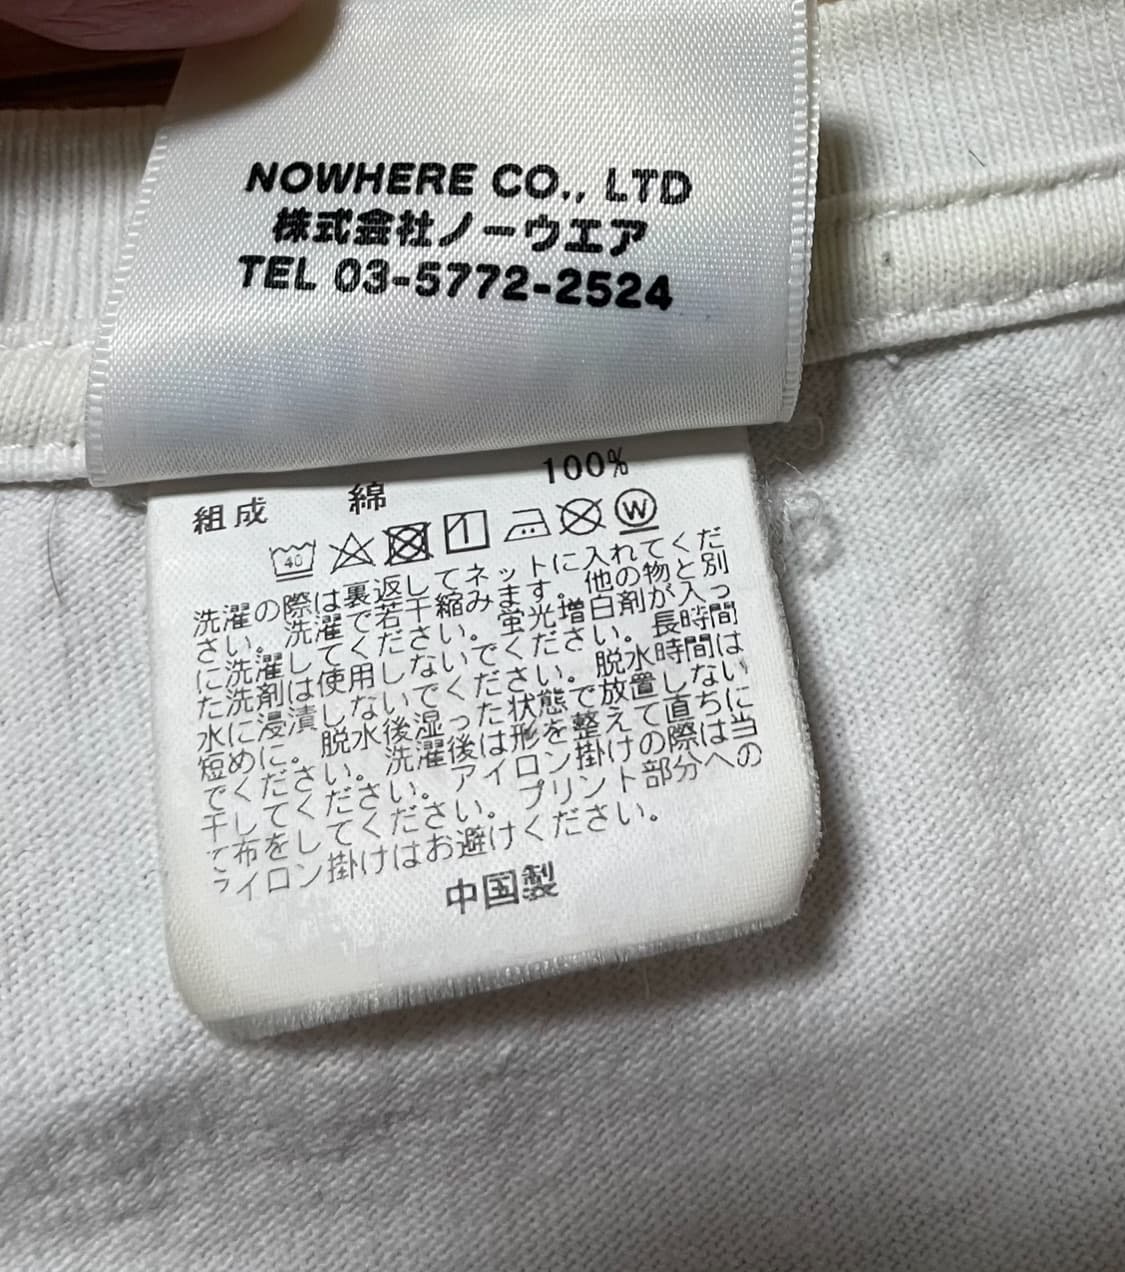 NOWHERE CO., LTD
株式会社ノーウエア
TEL 03-5772-2524
組成 綿 100%
40 W
洗濯の際は裏返してネットに入れてくだ
さい。洗濯で若干縮みます。他の物と別
に洗濯してください。蛍光増白剤が入っ
た洗剤は使用しないでください。長時間
水に浸漬しないでください。脱水時間は
短めに。脱水後湿った状態で放置しない
でください。洗濯後は形を整えて直ちに
干してください。アイロン掛けの際は当
て布をしてください。プリント部分への
イロン掛けはお避けください。
中国製